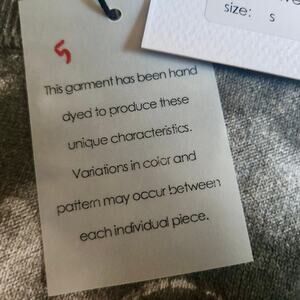 size: s
S
This garment has been hand
dyed to produce these
unique characteristics.
Variations in color and
pattern may occur between
each individual piece.